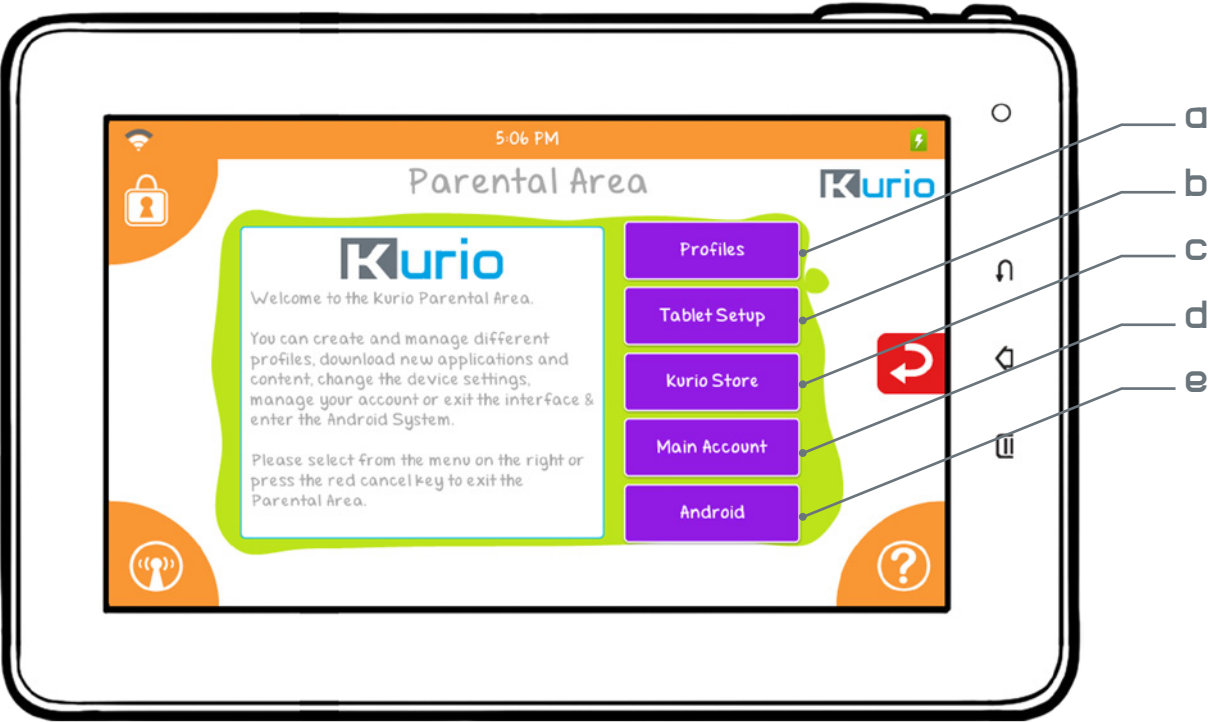 5:06 PM
Parental Area
Kurio
Kurio
Welcome to the Kurio Parental Area.
You can create and manage different
profiles, download new applications and
content, change the device settings,
manage your account or exit the interface &
enter the Android System.
Please select from the menu on the right or
press the red cancel key to exit the
Parental Area.
Profiles
Tablet Setup
Kurio Store
Main Account
Android
?
a
b
c
d
e